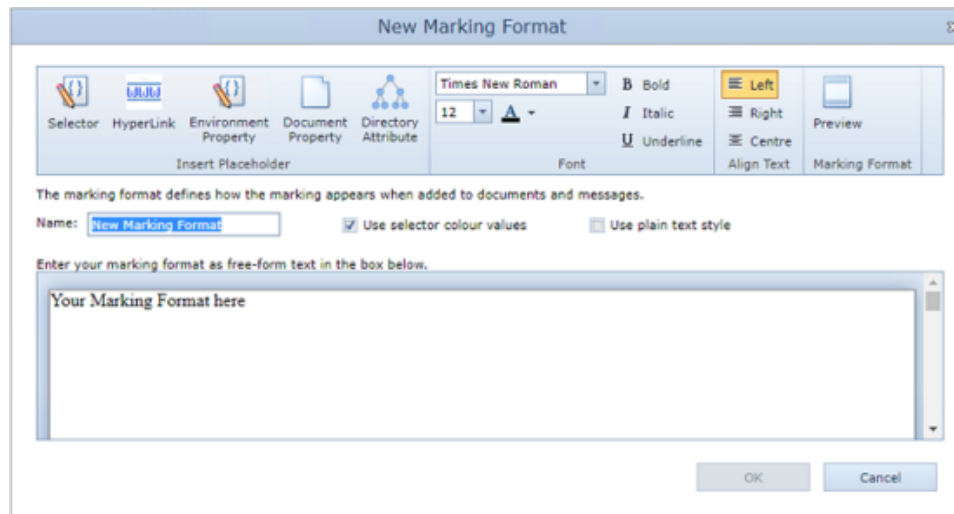 New Marking Format
Selector
HyperLink
Environment Property
Document Property
Directory Attribute
Insert Placeholder
Times New Roman
12
A
B Bold
I Italic
U Underline
Font
Left
Right
Centre
Align Text
Preview
Marking Format
The marking format defines how the marking appears when added to documents and messages.
Name: New Marking Format
Use selector colour values
Use plain text style
Enter your marking format as free-form text in the box below.
Your Marking Format here
OK
Cancel